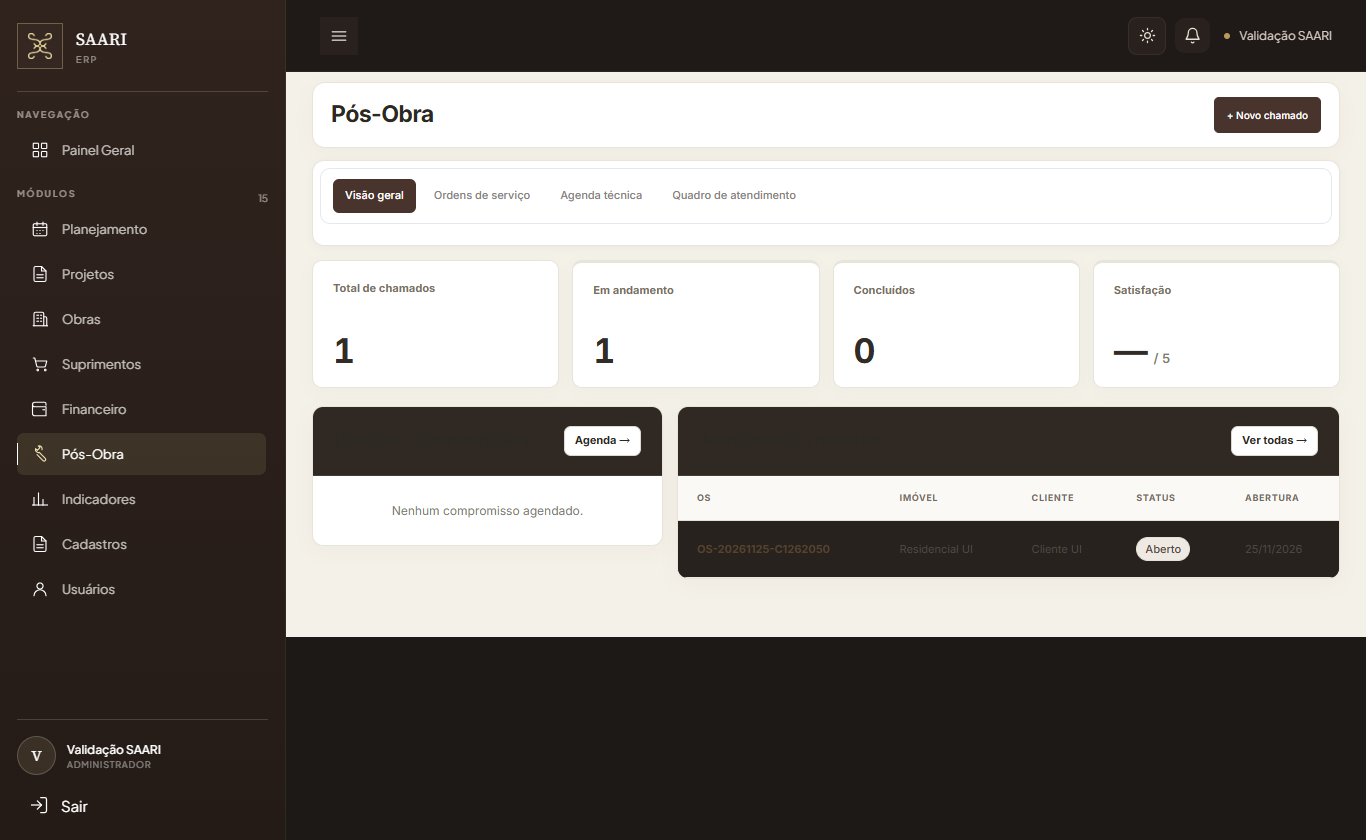 SAARI
ERP
NAVEGAÇÃO
Painel Geral
MÓDULOS
15
Planejamento
Projetos
Obras
Suprimentos
Financeiro
Pós-Obra
Indicadores
Cadastros
Usuários
V
Validação SAARI
ADMINISTRADOR
Sair
Validação SAARI
Pós-Obra
+ Novo chamado
Visão geral Ordens de serviço Agenda técnica Quadro de atendimento
Total de chamados
1
Em andamento
1
Concluídos
0
Satisfação
— / 5
Agenda →
Nenhum compromisso agendado.
Ver todas →
OS IMÓVEL CLIENTE STATUS ABERTURA
OS-20261125-C1262050 Residencial UI Cliente UI Aberto 25/11/2026